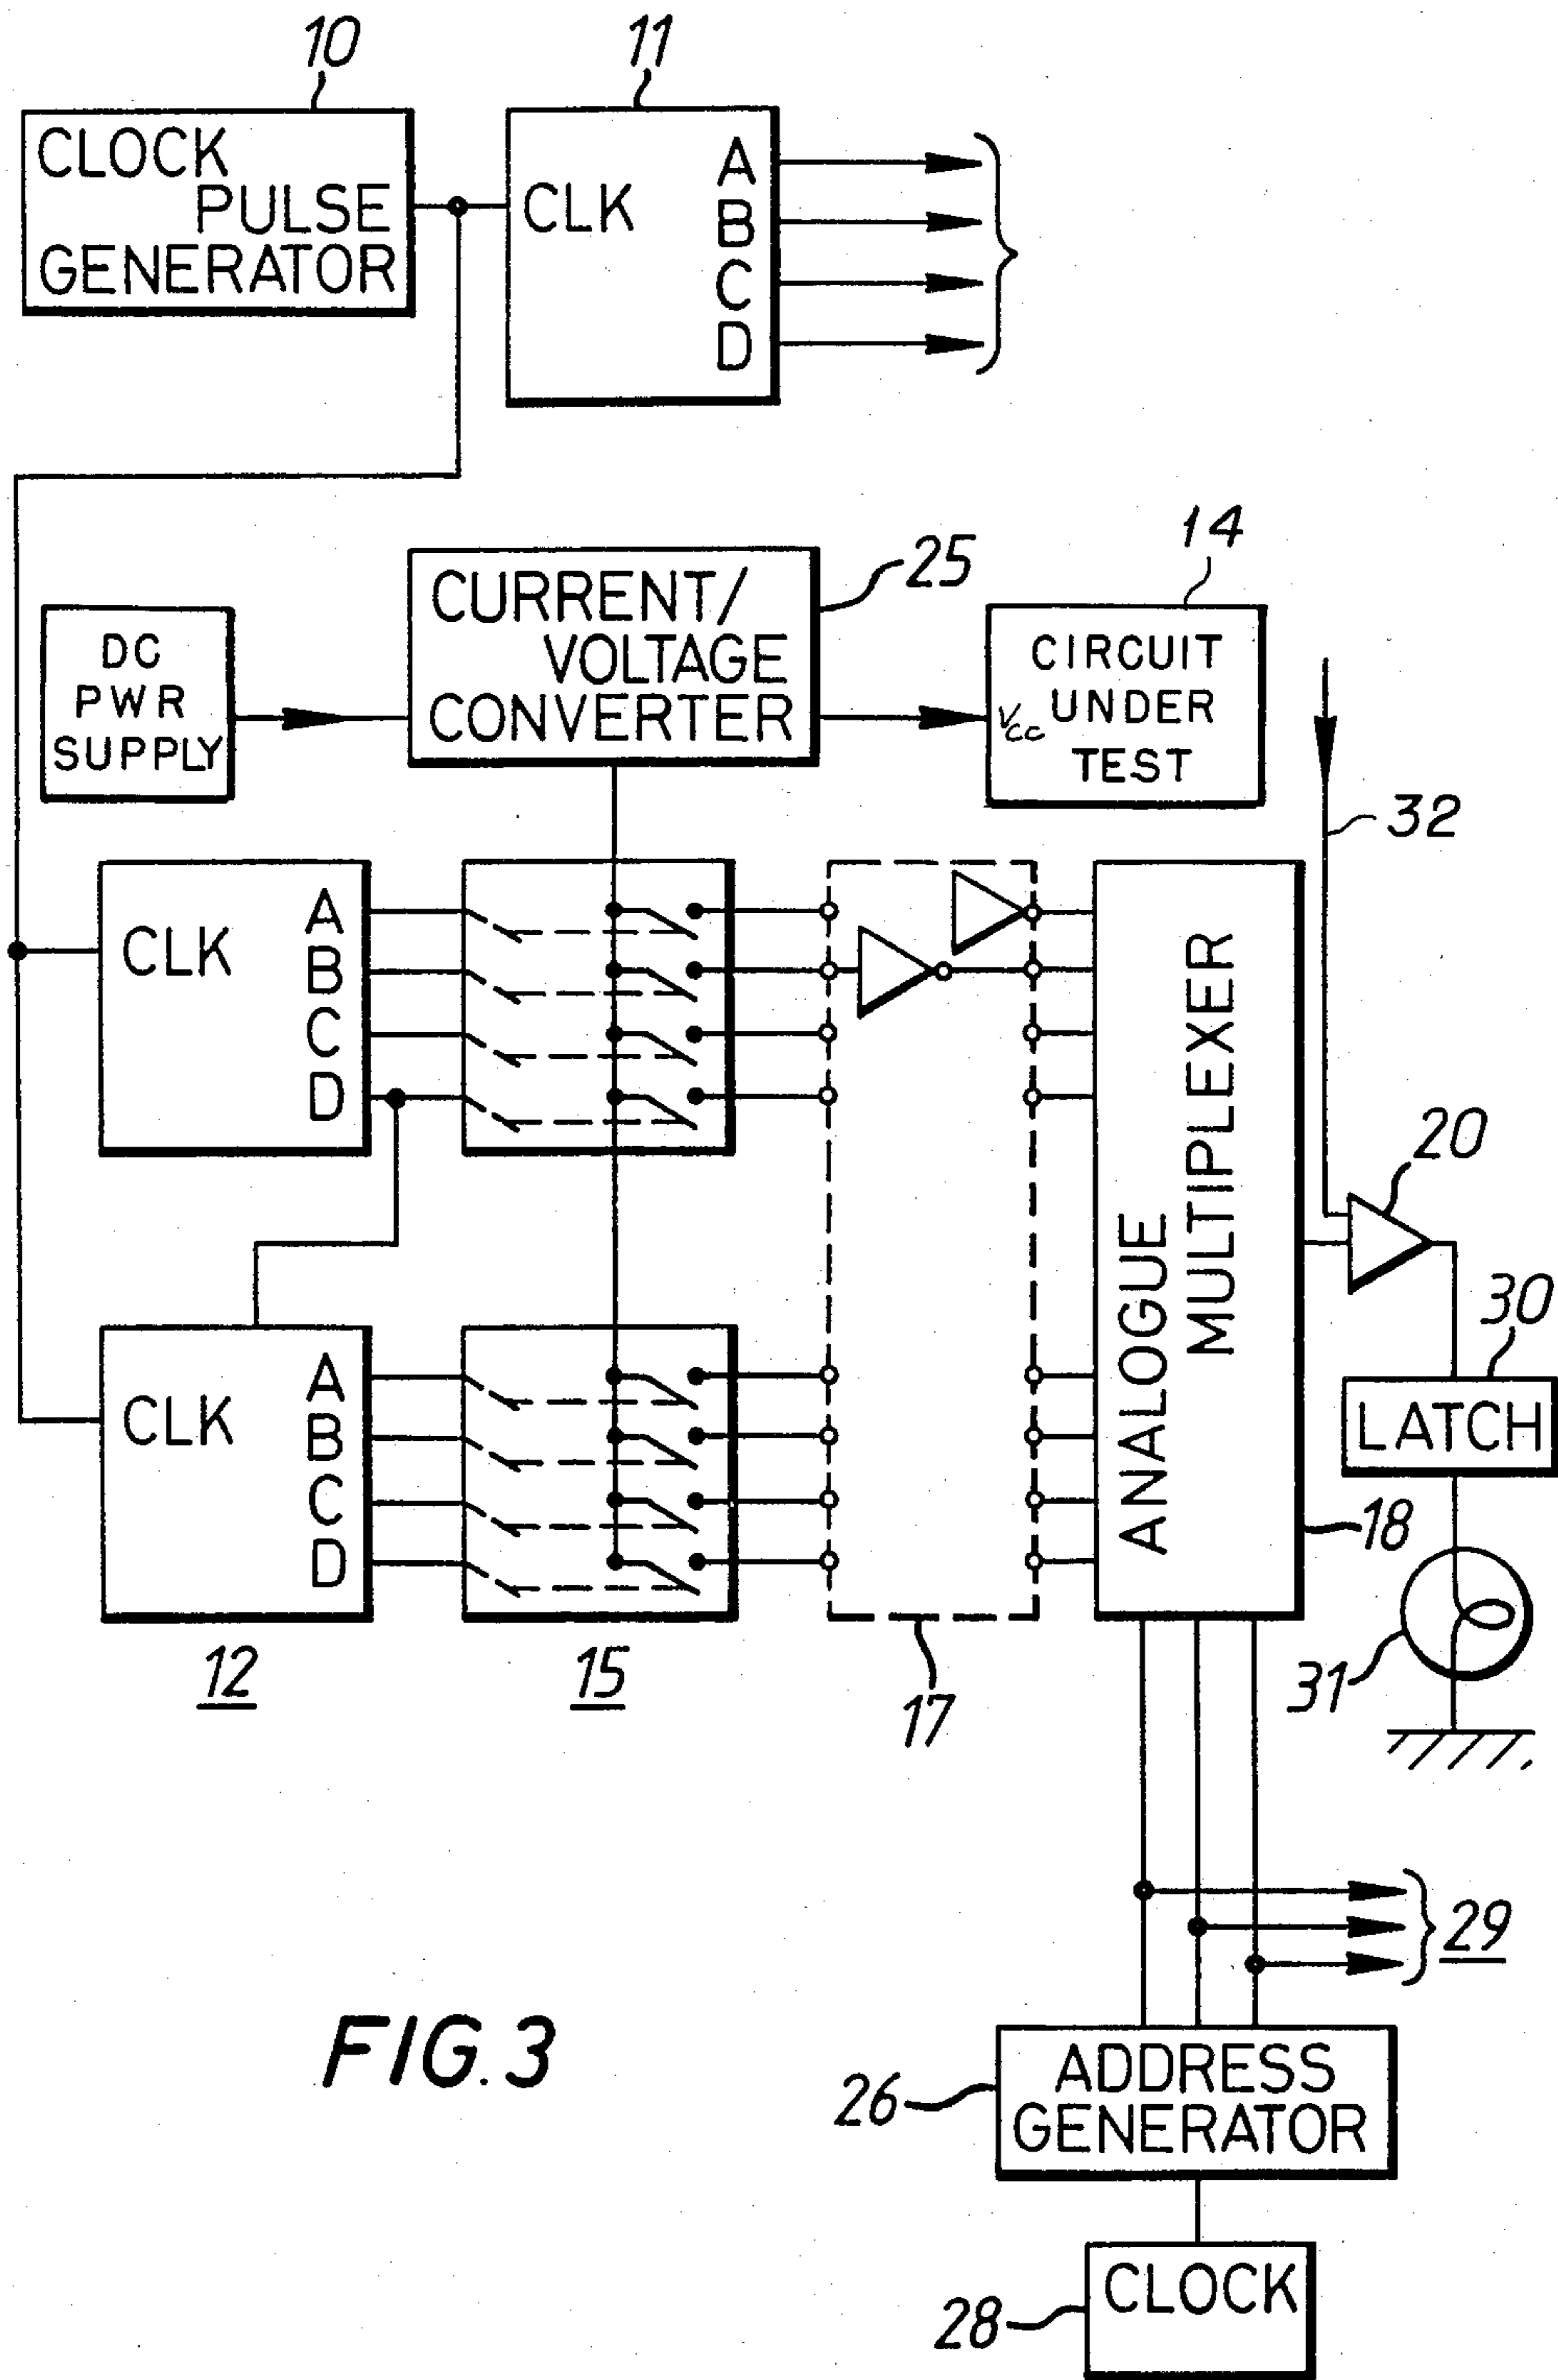 10
11
CLOCK
PULSE
GENERATOR
CLK
A
B
C
D
25
14
DC
PWR
SUPPLY
CURRENT/
VOLTAGE
CONVERTER
CIRCUIT
Vcc UNDER
TEST
32
CLK
A
B
C
D
ANALOGUE
MULTIPLEXER
20
30
LATCH
CLK
A
B
C
D
18
12
15
17
31
29
FIG. 3
26
ADDRESS
GENERATOR
28
CLOCK